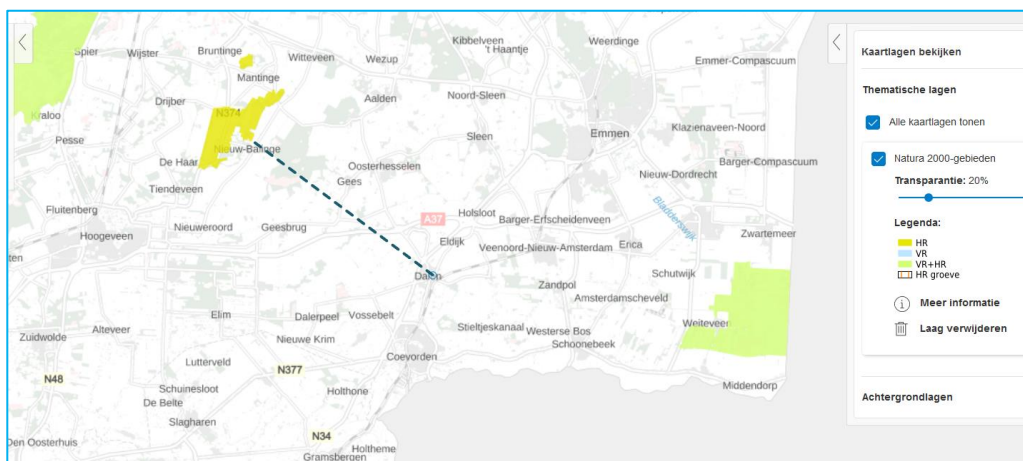 Spier
Wijster
Bruntinge
Witteveen
Wezup
Kibbelveen
't Haantje
Weerdinge
Emmer-Compascuum
Mantinge
Drijber
N374
Aalden
Noord-Sleen
Kraloo
Pesse
Sleen
Emmen
Klazienaveen-Noord
De Haar
Nieuw-Balinge
Oosterhesselen
Barger-Compascuum
Tiendeveen
Gees
Nieuw-Dordrecht
Fluitenberg
Nieuweroord
Geesbrug
A37
Holsloot
Barger-Erfscheidenveen
Bladderswijk
Zwartemeer
Hoogeveen
Eldijk
Veenoord-Nieuw-Amsterdam
Erica
ten
Dalen
Zandpol
Schutwijk
Amsterdamscheveld
Elim
Dalerpeel
Vossebelt
Weiteveen
Zuidwolde
Alteveer
Nieuwe Krim
Stieltjeskanaal
Westerse Bos
Schoonebeek
Lutterveld
Coevorden
N377
N48
Schuinesloot
Holthone
Middendorp
De Belte
Slagharen
Den Oosterhuis
N34
Holtheme
Gramsbergen
Kaartlagen bekijken
Thematische lagen
Alle kaartlagen tonen
Natura 2000-gebieden
Transparantie: 20%
Legenda:
HR
VR
VR+HR
HR groeve
i Meer informatie
Laag verwijderen
Achtergrondlagen